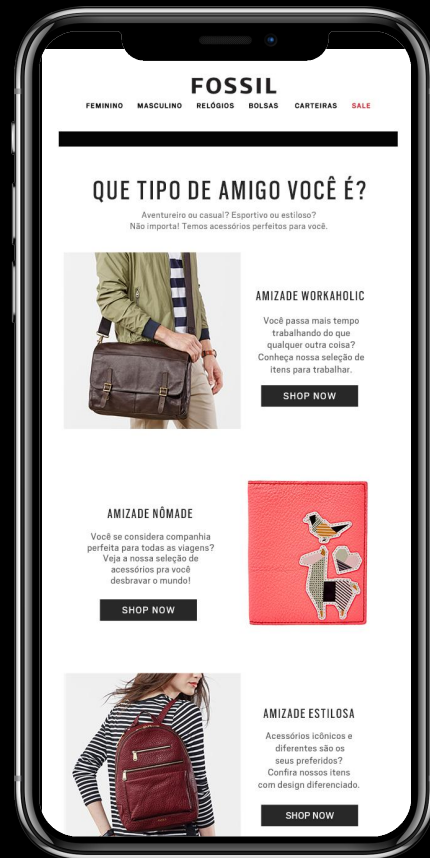 FOSSIL
FEMININO MASCULINO RELÓGIOS BOLSAS CARTEIRAS SALE
QUE TIPO DE AMIGO VOCÊ É?
Aventureiro ou casual? Esportivo ou estiloso?
Não importa! Temos acessórios perfeitos para você.
AMIZADE WORKAHOLIC
Você passa mais tempo
trabalhando do que
qualquer outra coisa?
Conheça nossa seleção de
itens para trabalhar.
SHOP NOW
AMIZADE NÔMADE
Você se considera companhia
perfeita para todas as viagens?
Veja a nossa seleção de
acessórios pra você
desbravar o mundo!
SHOP NOW
AMIZADE ESTILOSA
Acessórios icônicos e
diferentes são os
seus preferidos?
Confira nossos itens
com design diferenciado.
SHOP NOW